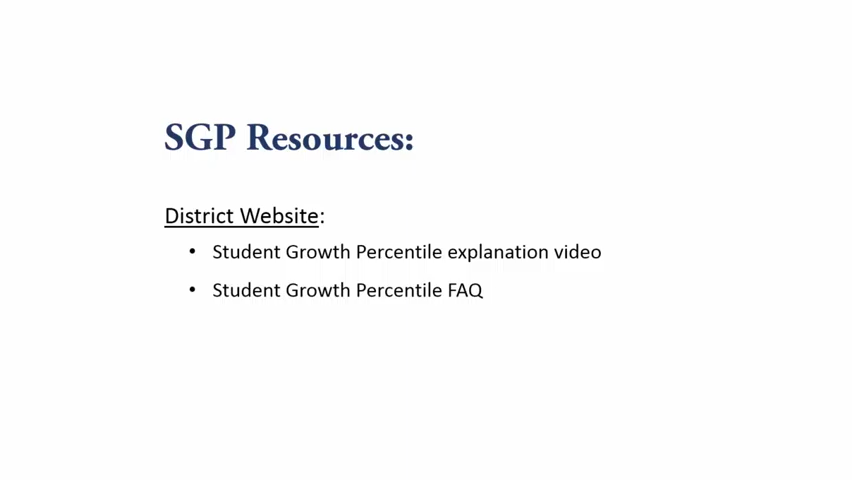 SGP Resources:
District Website:
• Student Growth Percentile explanation video
• Student Growth Percentile FAQ